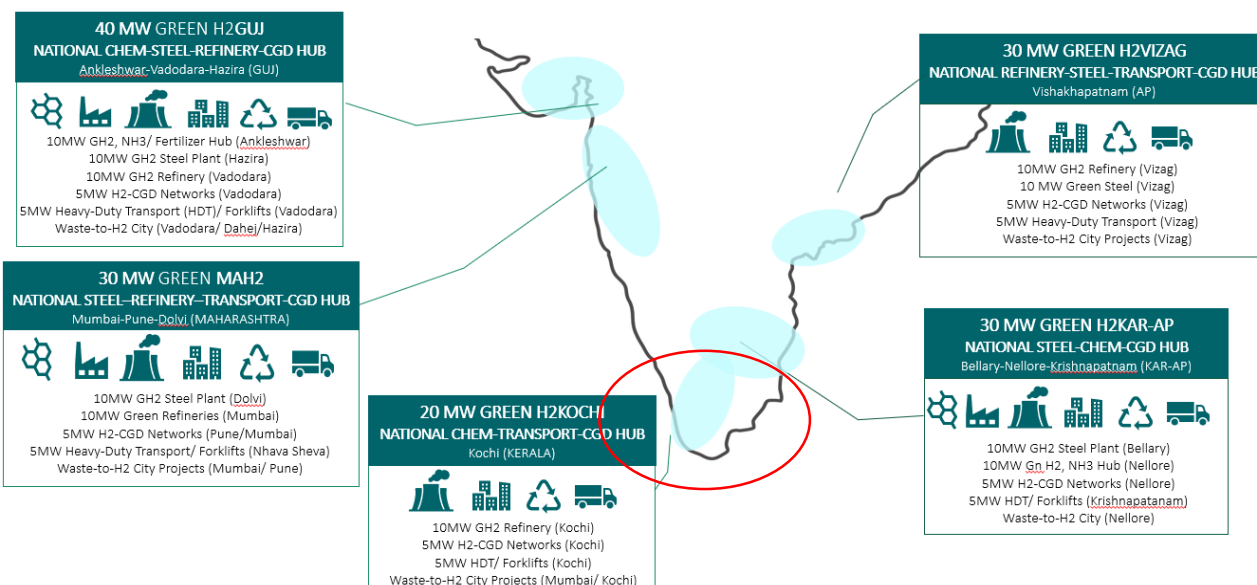 40 MW GREEN H2GUJ
NATIONAL CHEM-STEEL-REFINERY-CGD HUB
Ankleshwar-Vadodara-Hazira (GUJ)
10MW GH2, NH3/ Fertilizer Hub (Ankleshwar)
10MW GH2 Steel Plant (Hazira)
10MW GH2 Refinery (Vadodara)
5MW H2-CGD Networks (Vadodara)
5MW Heavy-Duty Transport (HDT)/ Forklifts (Vadodara)
Waste-to-H2 City (Vadodara/ Dahej/Hazira)
30 MW GREEN MAH2
NATIONAL STEEL–REFINERY–TRANSPORT-CGD HUB
Mumbai-Pune-Dolvi (MAHARASHTRA)
10MW GH2 Steel Plant (Dolvi)
10MW Green Refineries (Mumbai)
5MW H2-CGD Networks (Pune/Mumbai)
5MW Heavy-Duty Transport/ Forklifts (Nhava Sheva)
Waste-to-H2 City Projects (Mumbai/ Pune)
20 MW GREEN H2KOCHI
NATIONAL CHEM-TRANSPORT-CGD HUB
Kochi (KERALA)
10MW GH2 Refinery (Kochi)
5MW H2-CGD Networks (Kochi)
5MW HDT/ Forklifts (Kochi)
Waste-to-H2 City Projects (Mumbai/ Kochi)
30 MW GREEN H2VIZAG
NATIONAL REFINERY-STEEL-TRANSPORT-CGD HUB
Vishakhapatnam (AP)
10MW GH2 Refinery (Vizag)
10 MW Green Steel (Vizag)
5MW H2-CGD Networks (Vizag)
5MW Heavy-Duty Transport (Vizag)
Waste-to-H2 City Projects (Vizag)
30 MW GREEN H2KAR-AP
NATIONAL STEEL-CHEM-CGD HUB
Bellary-Nellore-Krishnapatnam (KAR-AP)
10MW GH2 Steel Plant (Bellary)
10MW Gn H2, NH3 Hub (Nellore)
5MW H2-CGD Networks (Nellore)
5MW HDT/ Forklifts (Krishnapatanam)
Waste-to-H2 City (Nellore)